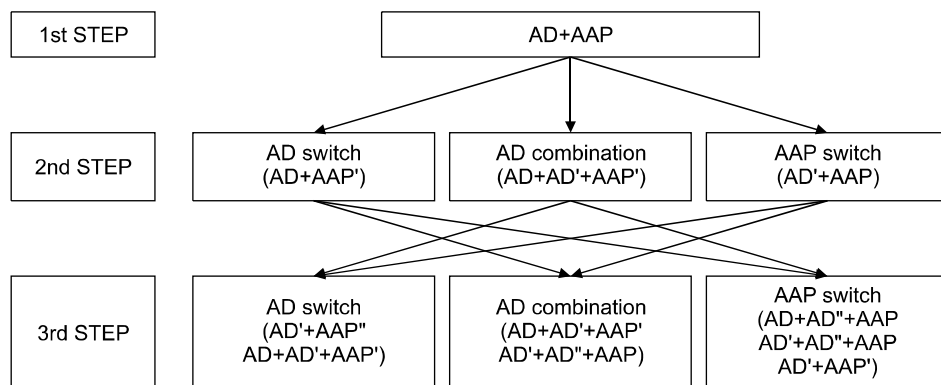 1st STEP
AD+AAP
2nd STEP
AD switch
(AD+AAP')
AD combination
(AD+AD'+AAP')
AAP switch
(AD'+AAP)
3rd STEP
AD switch
(AD'+AAP"
AD+AD'+AAP')
AD combination
(AD+AD'+AAP'
AD'+AD"+AAP)
AAP switch
(AD+AD"+AAP
AD'+AD"+AAP
AD'+AAP')